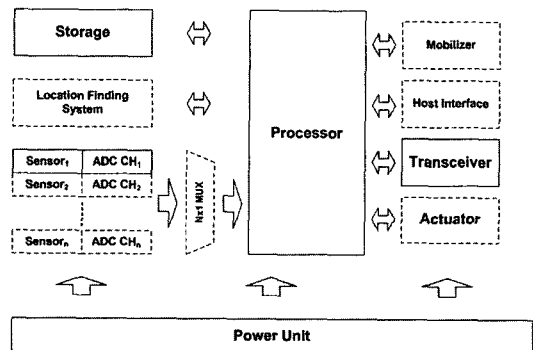 Storage
Mobilizer
Location Finding
System
Host Interface
Processor
Sensor₁ ADC CH₁
Sensor₂ ADC CH₂
Nx1 MUX
Transceiver
Actuator
Sensorₙ ADC CHₙ
Power Unit